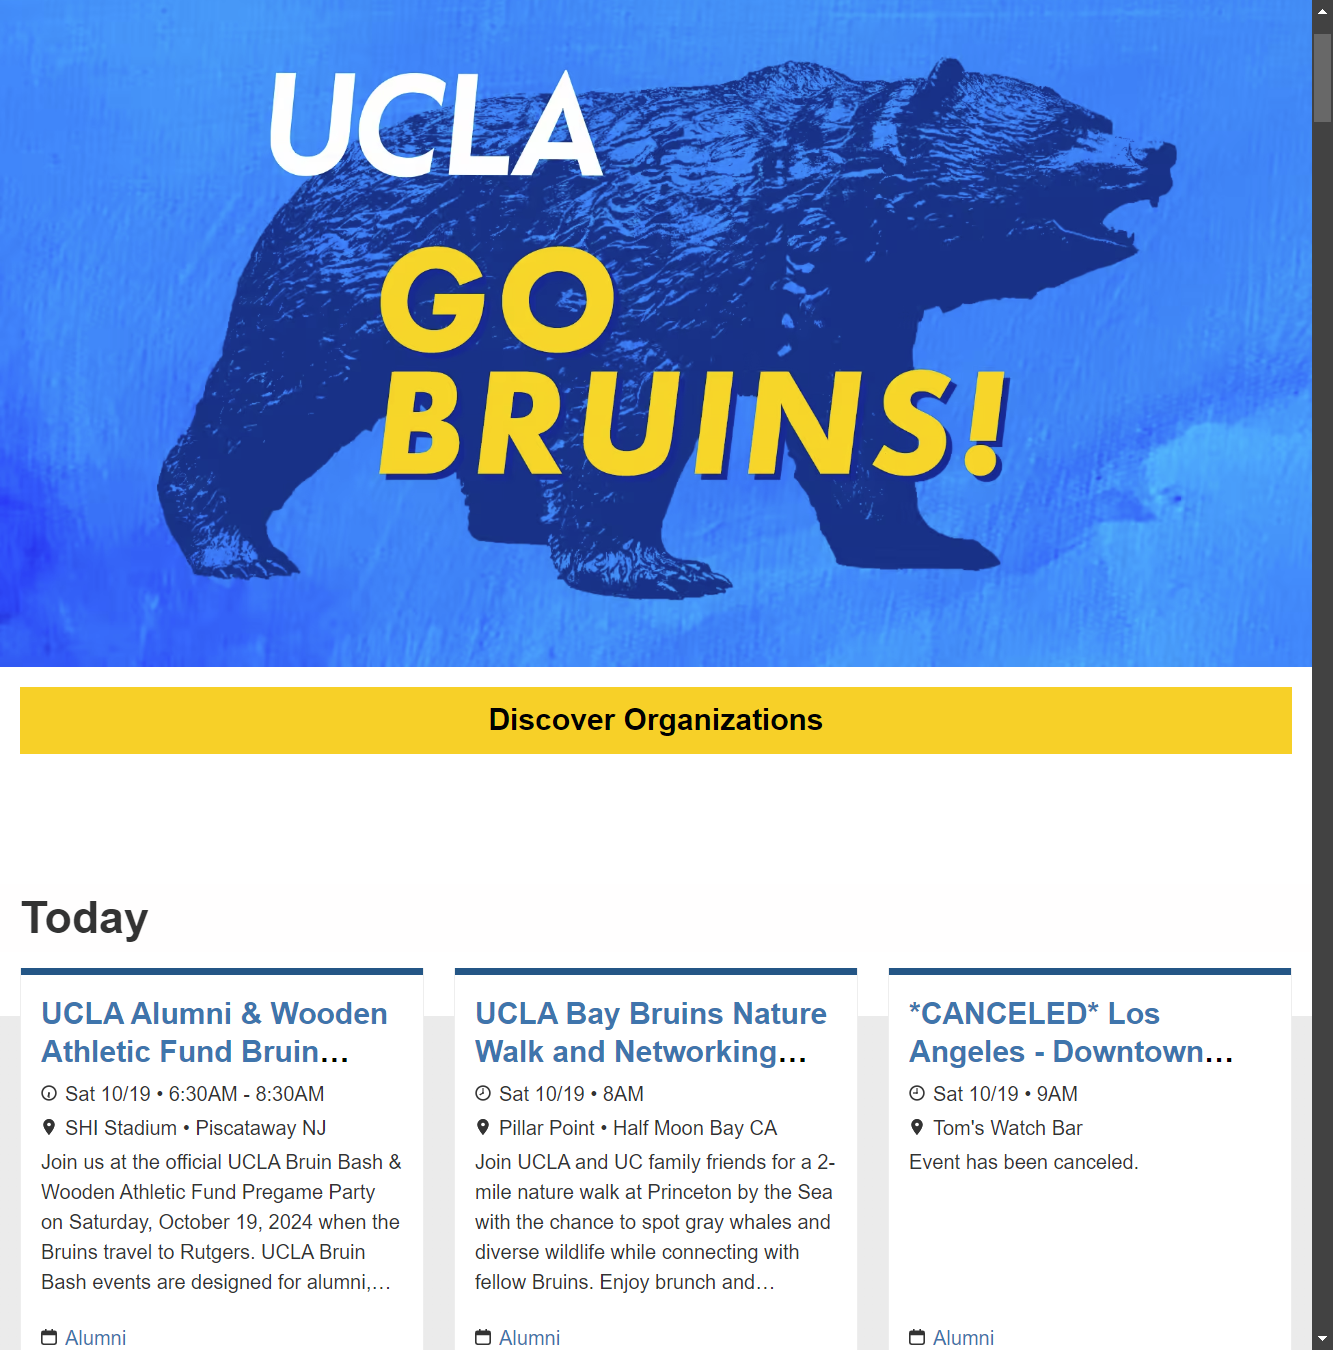 UCLA
GO
BRUINS!
Discover Organizations
Today
UCLA Alumni & Wooden
Athletic Fund Bruin…
Sat 10/19 • 6:30AM - 8:30AM
SHI Stadium • Piscataway NJ
Join us at the official UCLA Bruin Bash &
Wooden Athletic Fund Pregame Party
on Saturday, October 19, 2024 when the
Bruins travel to Rutgers. UCLA Bruin
Bash events are designed for alumni,…
Alumni
UCLA Bay Bruins Nature
Walk and Networking…
Sat 10/19 • 8AM
Pillar Point • Half Moon Bay CA
Join UCLA and UC family friends for a 2-
mile nature walk at Princeton by the Sea
with the chance to spot gray whales and
diverse wildlife while connecting with
fellow Bruins. Enjoy brunch and…
Alumni
*CANCELED* Los
Angeles - Downtown…
Sat 10/19 • 9AM
Tom's Watch Bar
Event has been canceled.
Alumni